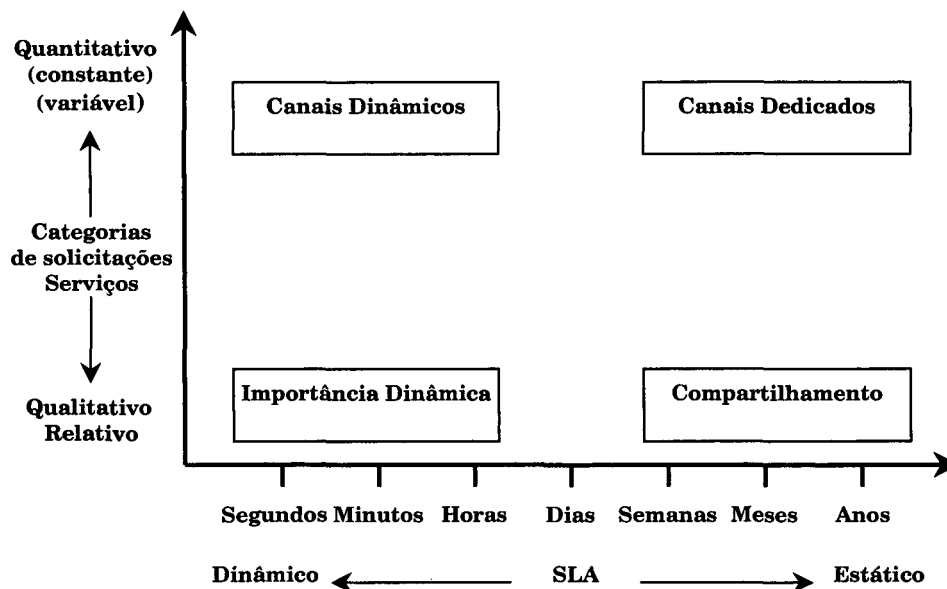 Quantitativo
(constante)
(variável)
Canais Dinâmicos
Canais Dedicados
Categorias
de solicitações
Serviços
Qualitativo
Relativo
Importância Dinâmica
Compartilhamento
Segundos Minutos Horas Dias Semanas Meses Anos
Dinâmico SLA Estático